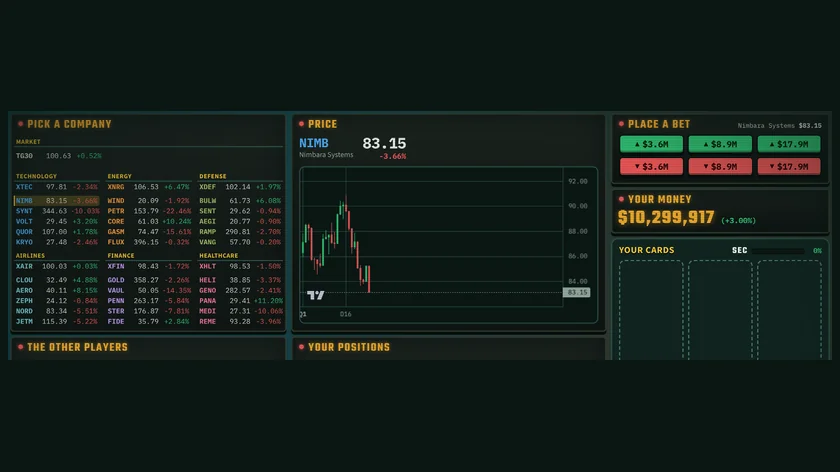 PICK A COMPANY
MARKET
TG30 100.63 +0.52%
TECHNOLOGY ENERGY DEFENSE
XTEC 97.81 -2.34% XNRG 106.53 +6.47% XDEF 102.14 +1.97%
NIMB 83.15 -3.66% WIND 20.09 -1.92% BULW 61.73 +6.08%
SYNT 344.63 -10.03% PETR 153.79 -22.46% SENT 29.62 -0.94%
VOLT 29.45 +3.20% CORE 61.03 +10.24% AEGI 20.77 -0.90%
QUOR 107.00 +1.78% GASM 74.47 -15.61% RAMP 290.81 -2.70%
KRYO 27.48 -2.46% FLUX 396.15 -0.32% VANG 57.70 -0.20%
AIRLINES FINANCE HEALTHCARE
XAIR 100.03 +0.03% XFIN 98.43 -1.72% XHLT 98.53 -1.50%
CLOU 32.49 +4.88% GOLD 358.27 -2.26% HELI 38.85 -3.37%
AERO 40.11 +8.15% VAUL 50.05 -14.35% GENO 282.57 -2.41%
ZEPH 24.12 -6.84% PENN 263.17 -5.84% PANA 29.41 +11.20%
NORD 83.34 -5.51% STER 176.87 -7.81% MEDI 27.31 -10.06%
JETM 115.39 -5.22% FIDE 35.79 +2.84% REME 93.28 -3.96%
THE OTHER PLAYERS
PRICE
NIMB 83.15
Nimbara Systems -3.66%
92.00
90.00
88.00
86.00
84.00
83.15
Q16
YOUR POSITIONS
PLACE A BET Nimbara Systems $83.15
▲ $3.6M ▲ $8.9M ▲ $17.9M
▼ $3.6M ▼ $8.9M ▼ $17.9M
YOUR MONEY
$10,299,917 (+3.00%)
YOUR CARDS SEC 0%